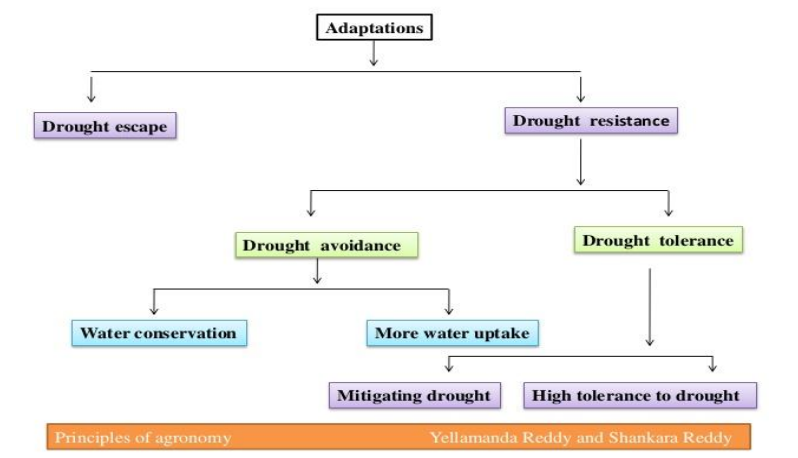 Adaptations
Drought escape
Drought resistance
Drought avoidance
Drought tolerance
Water conservation
More water uptake
Mitigating drought
High tolerance to drought
Principles of agronomy Yellamanda Reddy and Shankara Reddy